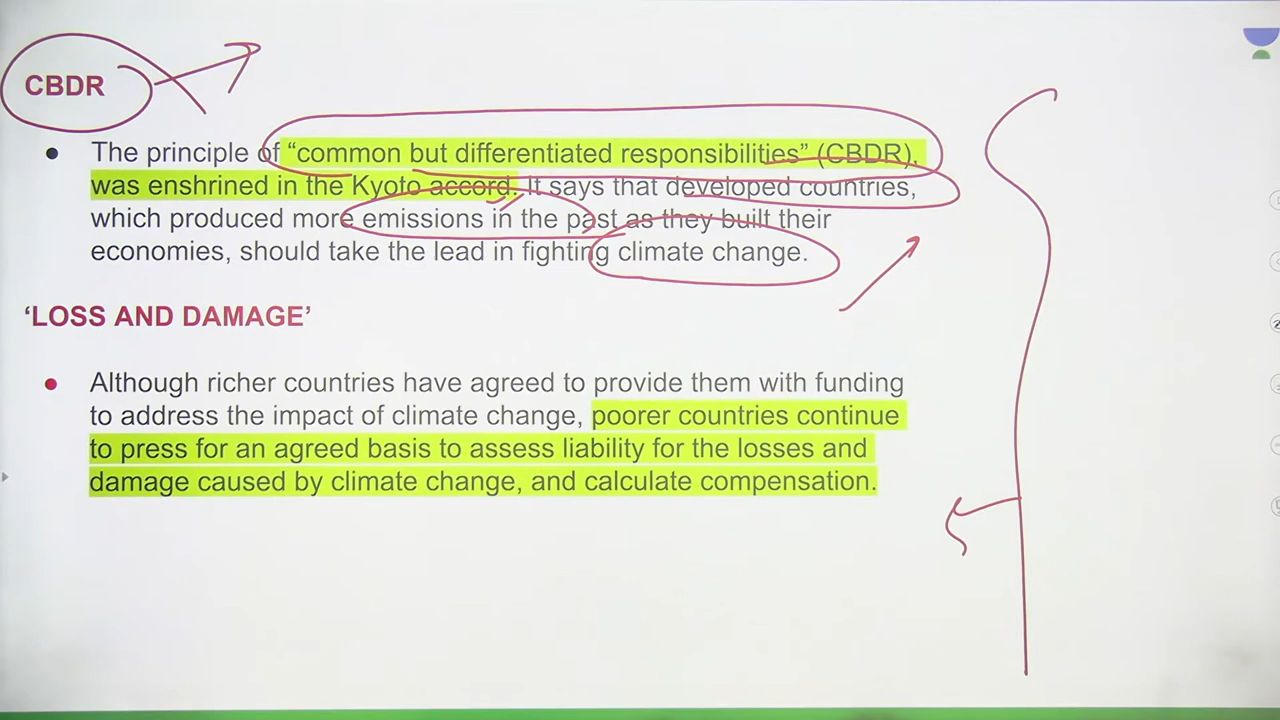 CBDR
The principle of “common but differentiated responsibilities” (CBDR),
was enshrined in the Kyoto accord. It says that developed countries,
which produced more emissions in the past as they built their
economies, should take the lead in fighting climate change.
‘LOSS AND DAMAGE’
Although richer countries have agreed to provide them with funding
to address the impact of climate change, poorer countries continue
to press for an agreed basis to assess liability for the losses and
damage caused by climate change, and calculate compensation.